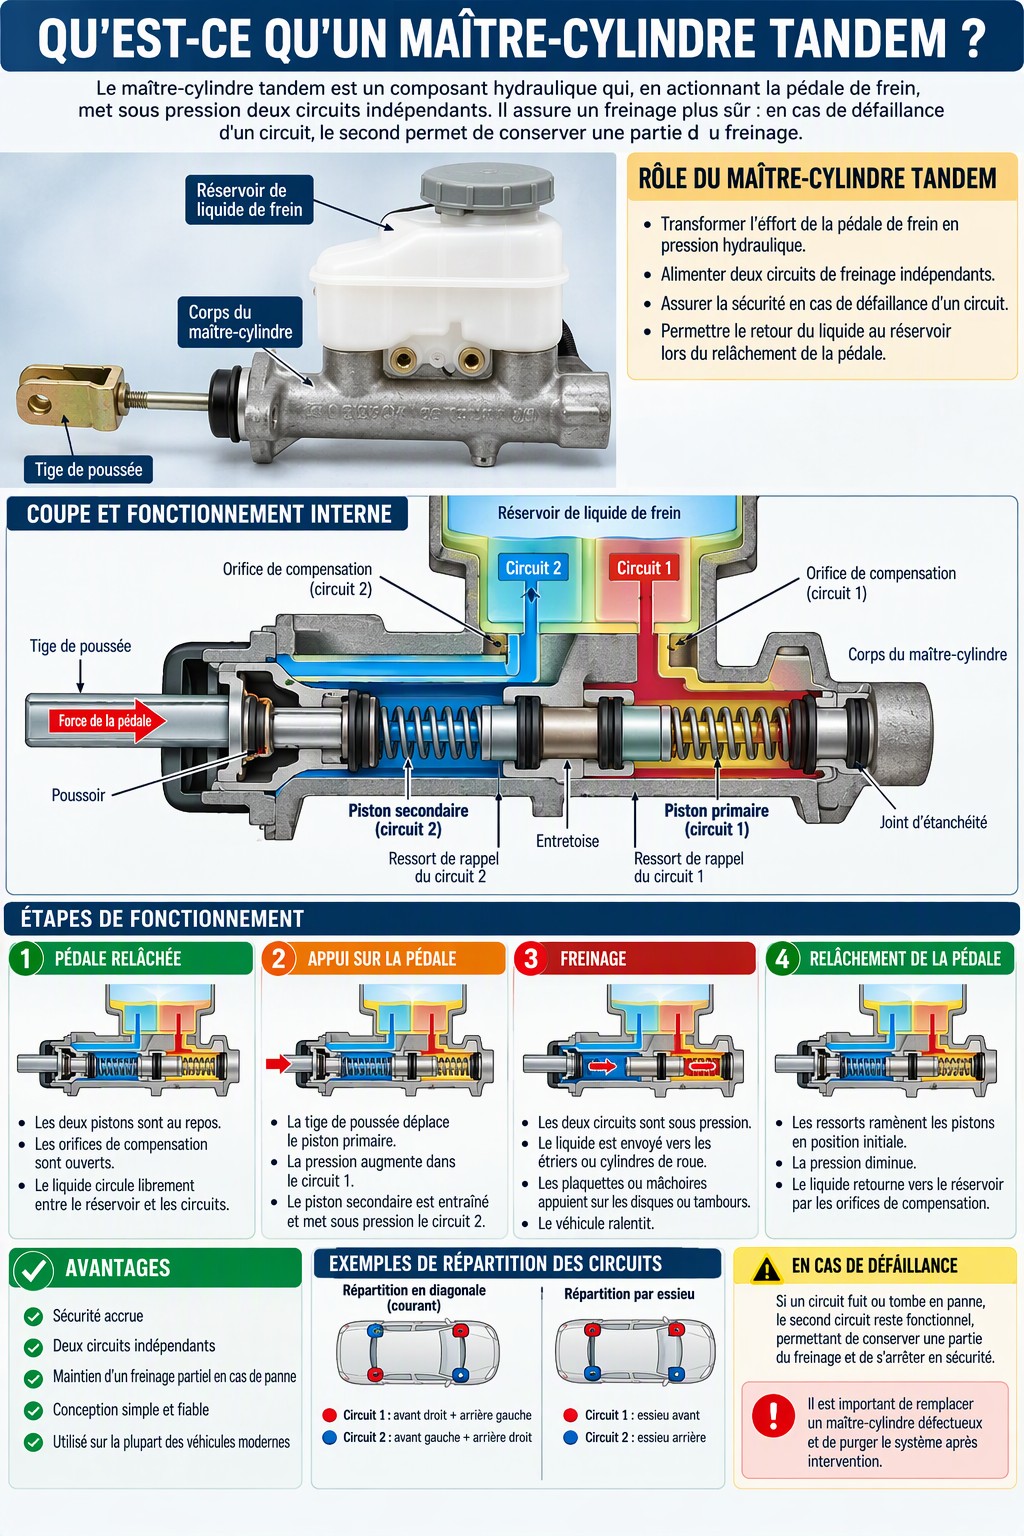 QU'EST-CE QU'UN MAÎTRE-CYLINDRE TANDEM ?
Le maître-cylindre tandem est un composant hydraulique qui, en actionnant la pédale de frein,
met sous pression deux circuits indépendants. Il assure un freinage plus sûr : en cas de défaillance
d'un circuit, le second permet de conserver une partie d u freinage.
Réservoir de
liquide de frein
Corps du
maître-cylindre
Tige de poussée
RÔLE DU MAÎTRE-CYLINDRE TANDEM
• Transformer l'éffort de la pédale de frein en
pression hydraulique.
• Alimenter deux circuits de freinage indépendants.
• Assurer la sécurité en cas de défaillance d'un circuit.
• Permettre le retour du liquide au réservoir
lors du relâchement de la pédale.
COUPE ET FONCTIONNEMENT INTERNE
Réservoir de liquide de frein
Circuit 2
Circuit 1
Orifice de compensation
(circuit 2)
Orifice de compensation
(circuit 1)
Tige de poussée
Corps du maître-cylindre
Force de la pédale
Poussoir
Piston secondaire
(circuit 2)
Ressort de rappel
du circuit 2
Entretoise
Piston primaire
(circuit 1)
Ressort de rappel
du circuit 1
Joint d'étanchéité
ÉTAPES DE FONCTIONNEMENT
1 PÉDALE RELÂCHÉE
• Les deux pistons sont au repos.
• Les orifices de compensation
sont ouverts.
• Le liquide circule librement
entre le réservoir et les circuits.
2 APPUI SUR LA PÉDALE
• La tige de poussée déplace
le piston primaire.
• La pression augmente dans
le circuit 1.
• Le piston secondaire est entraîné
et met sous pression le circuit 2.
3 FREINAGE
• Les deux circuits sont sous pression.
• Le liquide est envoyé vers les
étriers ou cylindres de roue.
• Les plaquettes ou mâchoires
appuient sur les disques ou tambours.
• Le véhicule ralentit.
4 RELÂCHEMENT DE LA PÉDALE
• Les ressorts ramènent les pistons
en position initiale.
• La pression diminue.
• Le liquide retourne vers le réservoir
par les orifices de compensation.
AVANTAGES
Sécurité accrue
Deux circuits indépendants
Maintien d'un freinage partiel en cas de panne
Conception simple et fiable
Utilisé sur la plupart des véhicules modernes
EXEMPLES DE RÉPARTITION DES CIRCUITS
Répartition en diagonale
(courant)
Circuit 1 : avant droit + arrière gauche
Circuit 2 : avant gauche + arrière droit
Répartition par essieu
Circuit 1 : essieu avant
Circuit 2 : essieu arrière
EN CAS DE DÉFÁILLANCE
Si un circuit fuit ou tombe en panne,
le second circuit reste fonctionnel,
permettant de conserver une partie
du freinage et de s'arrêter en sécurité.
Il est important de remplacer
un maître-cylindre défectueux
et de purger le système après
intervention.